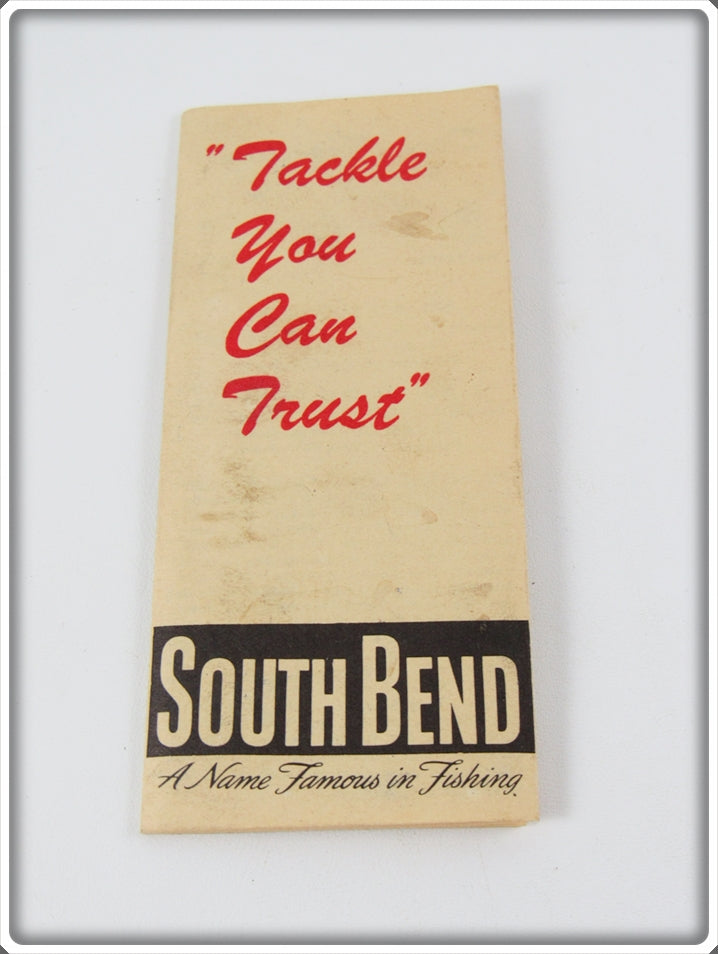 "Tackle
You
Can
Trust"
SOUTH BEND
A Name Famous in Fishing